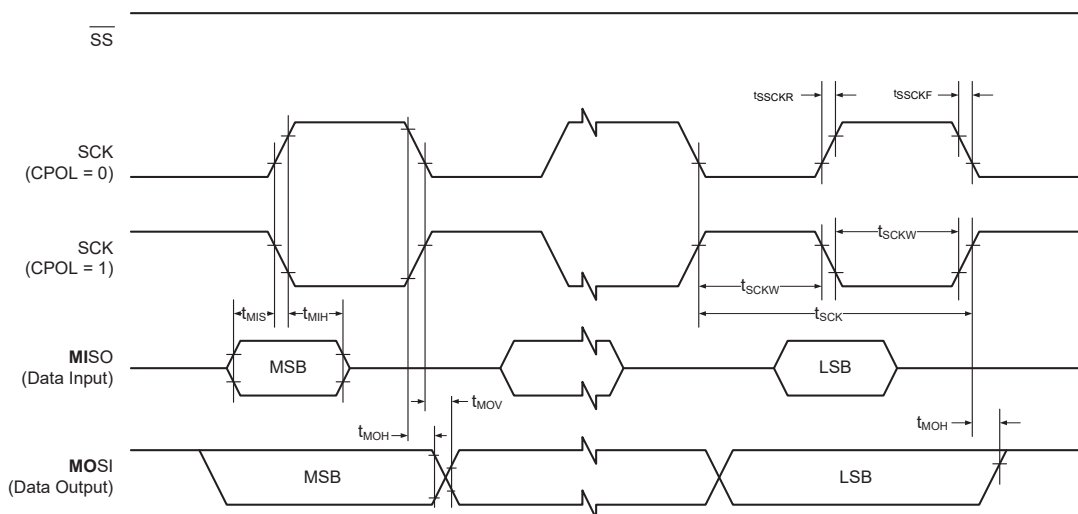 SS
tSSCKR
tSSCKF
SCK
(CPOL = 0)
SCK
(CPOL = 1)
tSCKW
tSCKW
tSCK
tMIS
tMIH
MISO
(Data Input)
MSB
LSB
tMOV
tMOH
tMOH
MOSI
(Data Output)
MSB
LSB